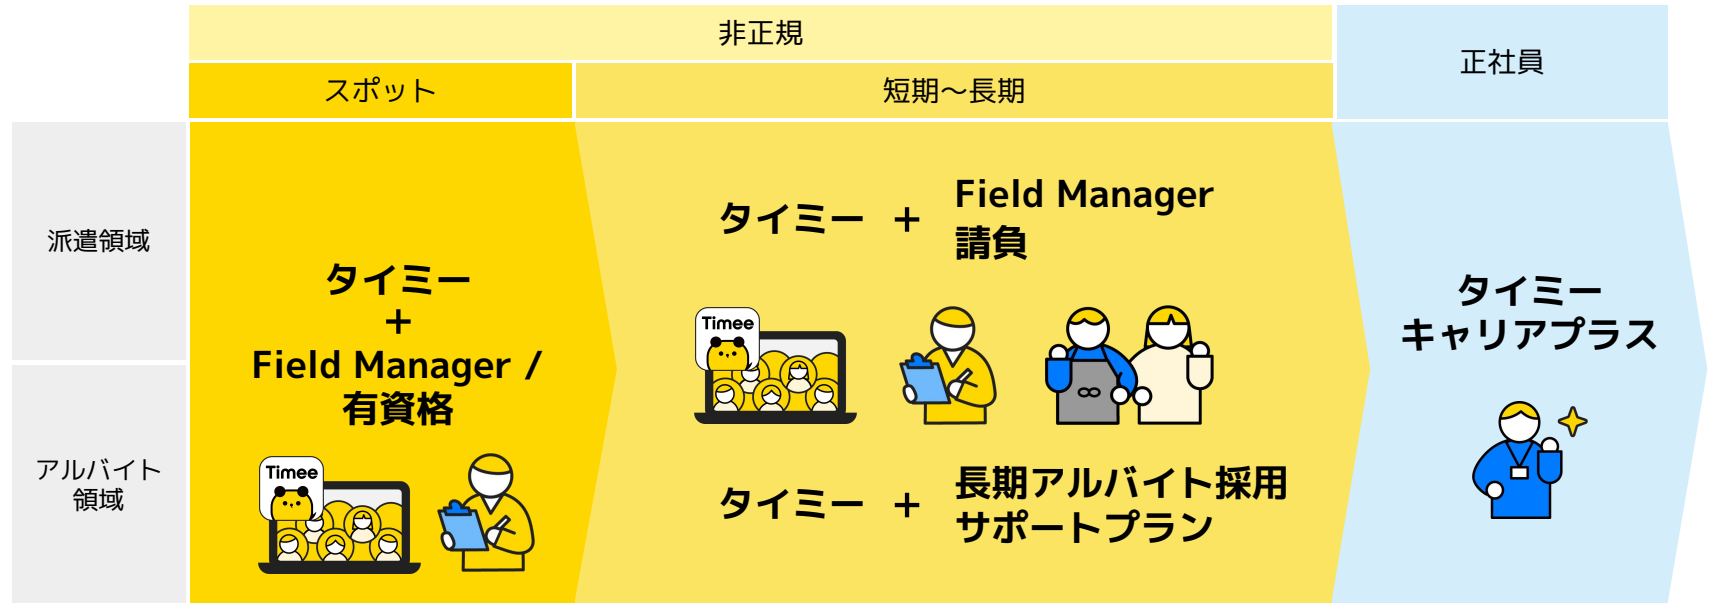 非正規
正社員
スポット
短期～長期
派遣領域
アルバイト
領域
タイミー
+
Field Manager /
有資格
Timee
タイミー + Field Manager
請負
Timee
タイミー + 長期アルバイト採用
サポートプラン
タイミー
キャリアプラス